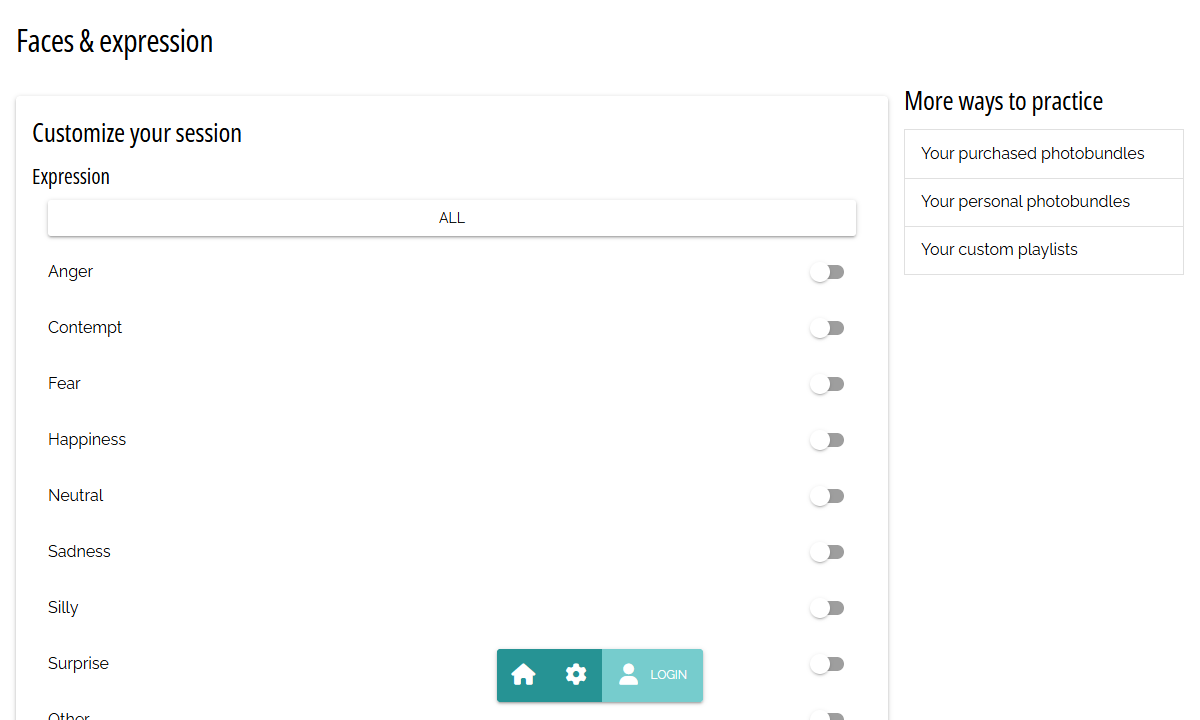 Faces & expression
Customize your session
Expression
ALL
Anger
Contempt
Fear
Happiness
Neutral
Sadness
Silly
Surprise
Other
LOGIN
More ways to practice
Your purchased photobundles
Your personal photobundles
Your custom playlists